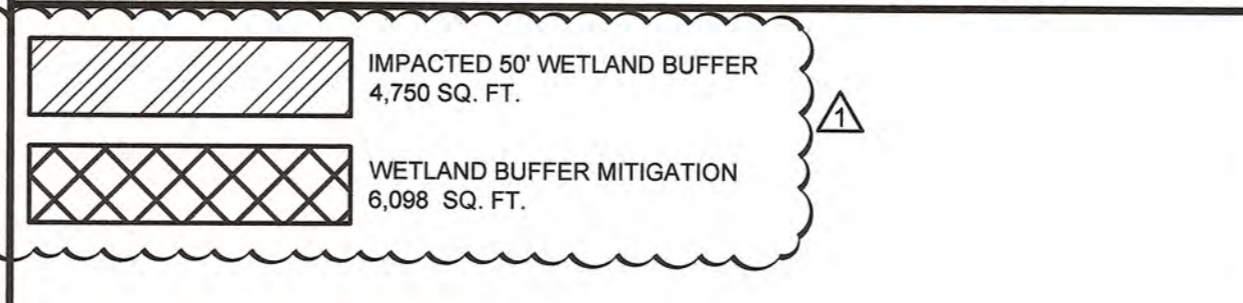 IMPACTED 50' WETLAND BUFFER
4,750 SQ. FT.
1
WETLAND BUFFER MITIGATION
6,098 SQ. FT.